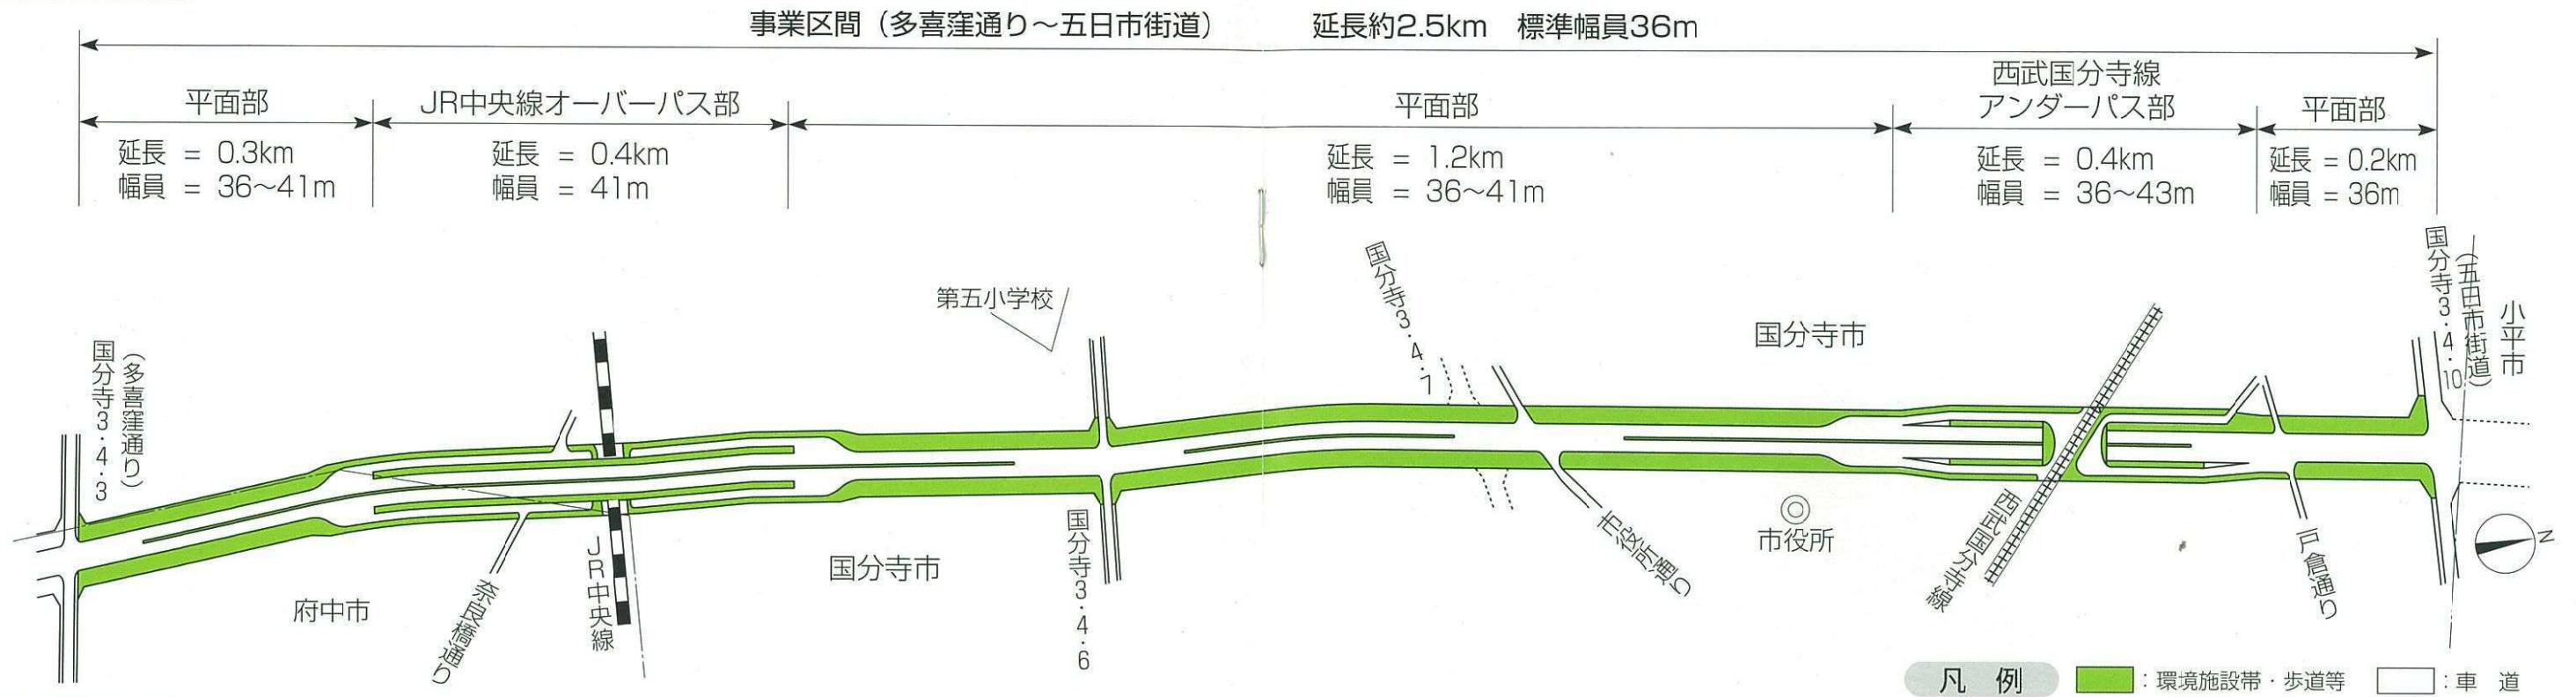 事業区間（多喜窪通り～五日市街道）　延長約2.5km　標準幅員36m
平面部
延長 = 0.3km
幅員 = 36～41m
JR中央線オーバーパス部
延長 = 0.4km
幅員 = 41m
平面部
延長 = 1.2km
幅員 = 36～41m
西武国分寺線
アンダーパス部
延長 = 0.4km
幅員 = 36～43m
平面部
延長 = 0.2km
幅員 = 36m
（多喜窪通り）
国分寺3・4・3
府中市
奈良橋通り
JR中央線
国分寺市
第五小学校
国分寺3・4・6
国分寺3・4・7
市役所通り
国分寺市
市役所
西武国分寺線
戸倉通り
国分寺3・4・10
（五日市街道）
小平市
N
凡例　：環境施設帯・歩道等　：車道